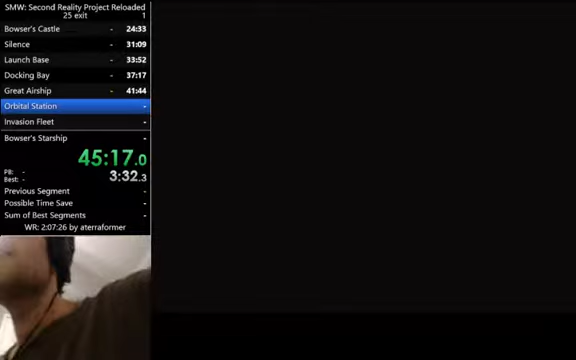 SMW: Second Reality Project Reloaded
25 exit 1
Bowser's Castle - 24:33
Silence - 31:09
Launch Base - 33:52
Docking Bay - 37:17
Great Airship - 41:44
Orbital Station -
Invasion Fleet -
Bowser's Starship -
45:17.0
PB: -
Best: - 3:32.3
Previous Segment -
Possible Time Save -
Sum of Best Segments -
WR: 2:07:26 by aterraformer